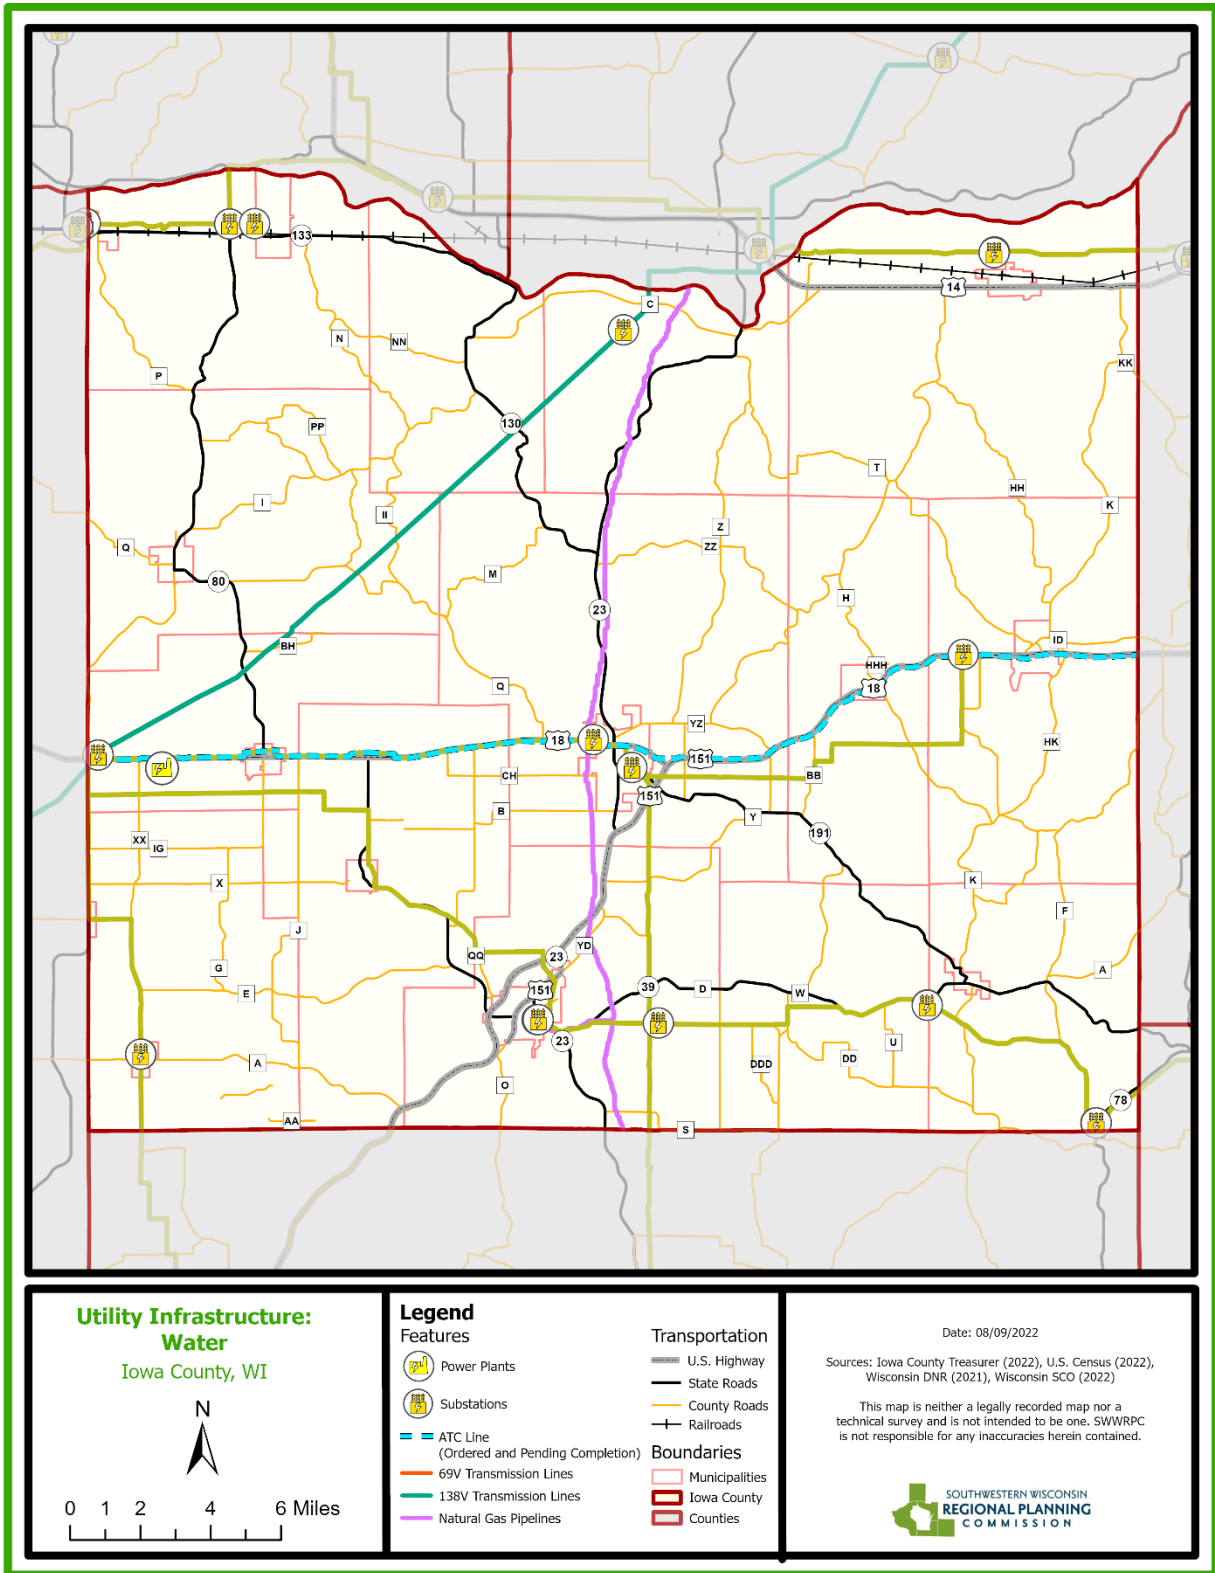 133
C
14
N
NN
KK
P
130
PP
T
HH
I
II
K
Q
Z
ZZ
M
80
H
23
BH
ID
HHH
Q
18
YZ
18
HK
151
CH
BB
151
B
Y
191
XX
IG
X
K
F
J
YD
QQ
23
G
A
E
151
39
D
W
23
U
DD
A
DDD
O
78
AA
S
Utility Infrastructure:
Water
Iowa County, WI
N
0 1 2 4 6 Miles
Legend
Features
Power Plants
Substations
ATC Line
(Ordered and Pending Completion)
69V Transmission Lines
138V Transmission Lines
Natural Gas Pipelines
Transportation
U.S. Highway
State Roads
County Roads
Railroads
Boundaries
Municipalities
Iowa County
Counties
Date: 08/09/2022
Sources: Iowa County Treasurer (2022), U.S. Census (2022),
Wisconsin DNR (2021), Wisconsin SCO (2022)
This map is neither a legally recorded map nor a
technical survey and is not intended to be one. SWWRPC
is not responsible for any inaccuracies herein contained.
SOUTHWESTERN WISCONSIN
REGIONAL PLANNING
COMMISSION